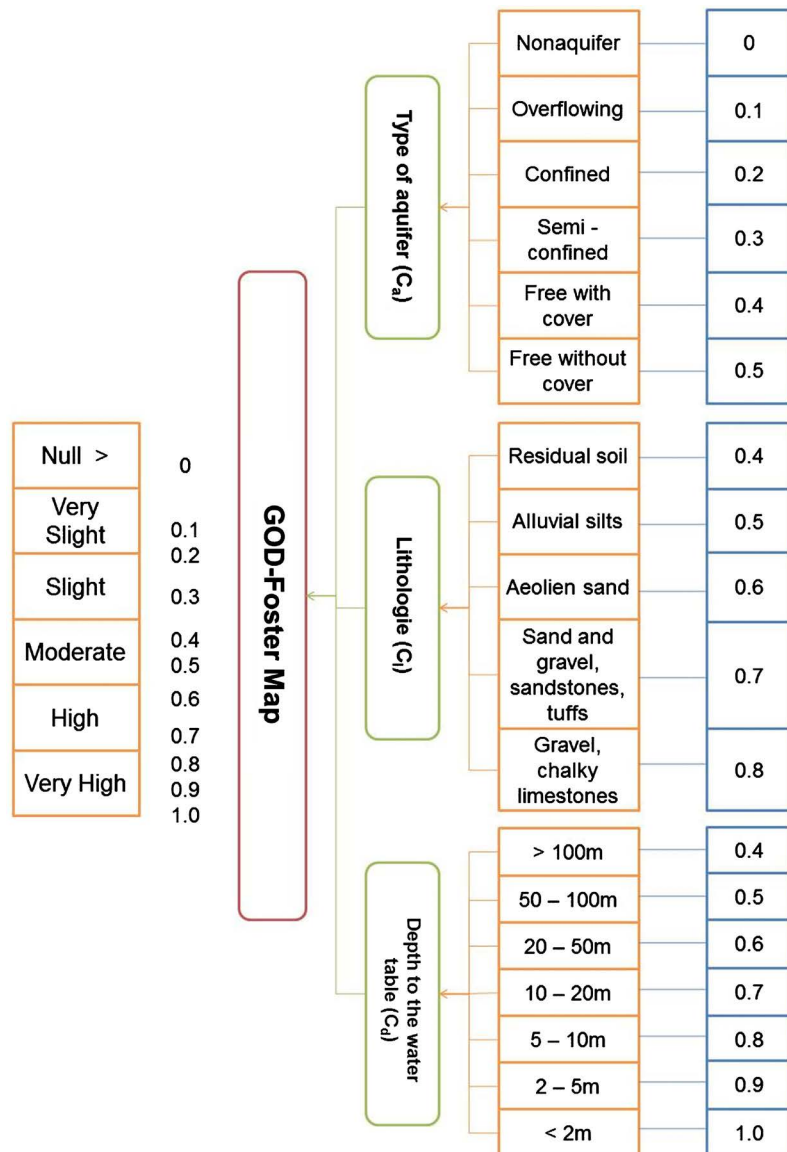 Null >
Very
Slight
Slight
Moderate
High
Very High
0
0.1
0.2
0.3
0.4
0.5
0.6
0.7
0.8
0.9
1.0
GOD-Foster Map
Type of aquifer (Ca)
Nonaquifer
0
Overflowing
0.1
Confined
0.2
Semi -
confined
0.3
Free with
cover
0.4
Free without
cover
0.5
Lithologie (Cl)
Residual soil
0.4
Alluvial silts
0.5
Aeolien sand
0.6
Sand and
gravel,
sandstones,
tuffs
0.7
Gravel,
chalky
limestones
0.8
Depth to the water
table (Cd)
> 100m
0.4
50 – 100m
0.5
20 – 50m
0.6
10 – 20m
0.7
5 – 10m
0.8
2 – 5m
0.9
< 2m
1.0